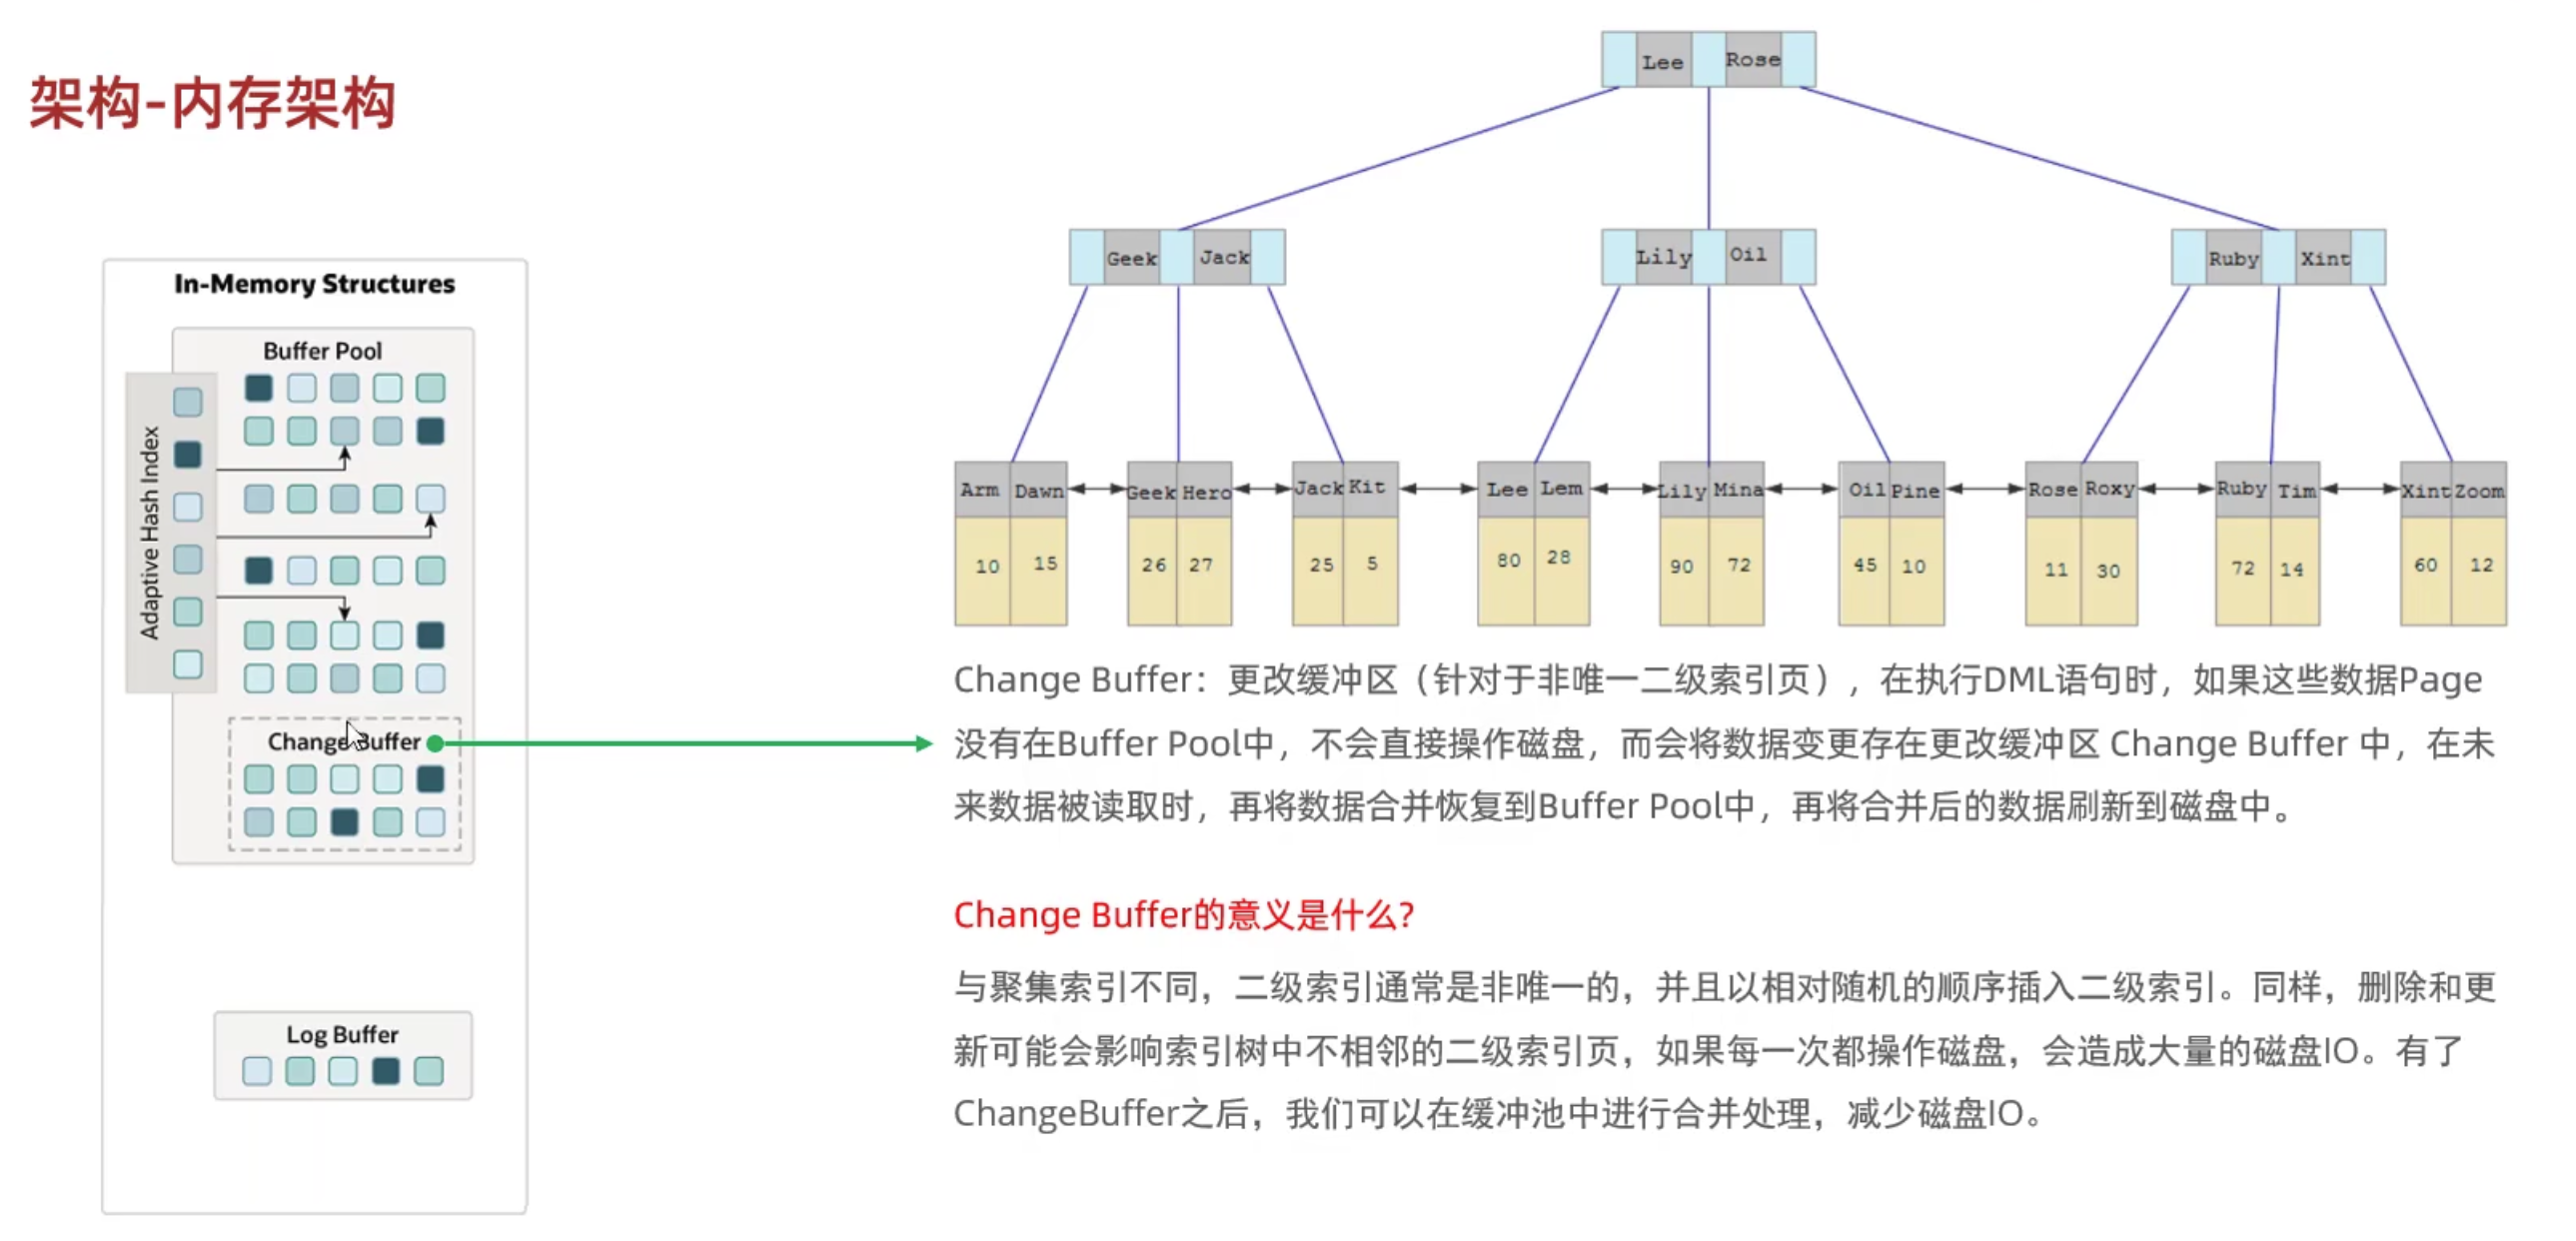 架构-内存架构
In-Memory Structures
Buffer Pool
Adaptive Hash Index
Change Buffer
Log Buffer
Lee Rose
Geek Jack
Lily Oil
Ruby Xint
Arm Dawn Geek Hero Jack Kit Lee Lem Lily Mina Oil Pine Rose Roxy Ruby Tim Xint Zoom
10 15 26 27 25 5 80 28 90 72 45 10 11 30 72 14 60 12
Change Buffer：更改缓冲区（针对于非唯一二级索引页），在执行DML语句时，如果这些数据Page
没有在Buffer Pool中，不会直接操作磁盘，而会将数据变更存在更改缓冲区 Change Buffer 中，在未
来数据被读取时，再将数据合并恢复到Buffer Pool中，再将合并后的数据刷新到磁盘中。
Change Buffer的意义是什么?
与聚集索引不同，二级索引通常是非唯一的，并且以相对随机的顺序插入二级索引。同样，删除和更
新可能会影响索引树中不相邻的二级索引页，如果每一次都操作磁盘，会造成大量的磁盘IO。有了
ChangeBuffer之后，我们可以在缓冲池中进行合并处理，减少磁盘IO。